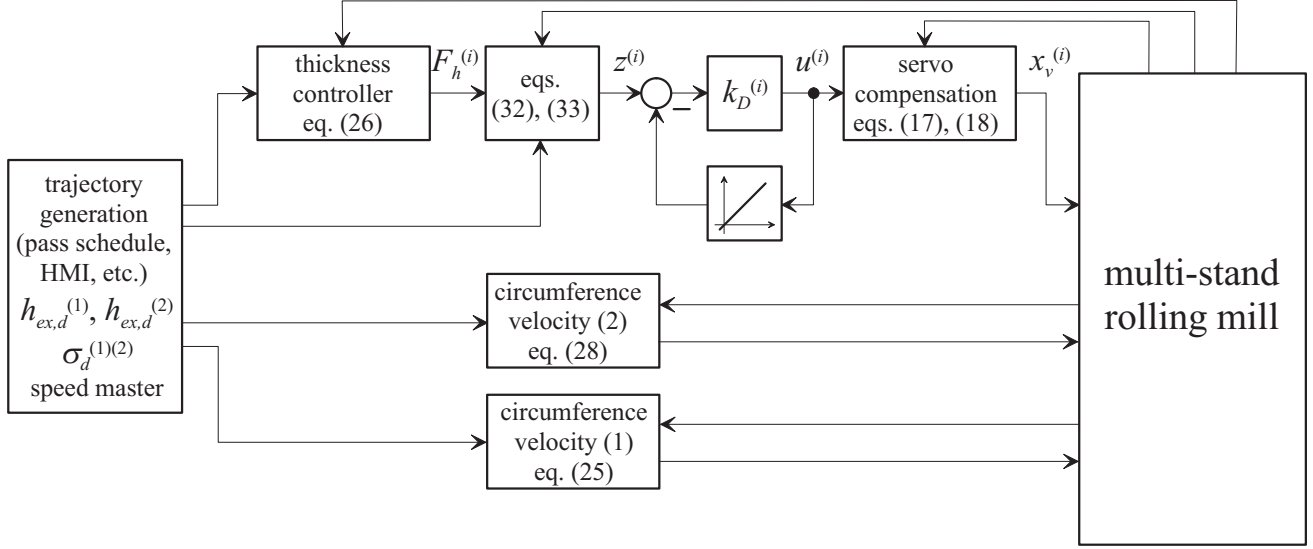 thickness
controller
eq. (26)
F_h^(i)
eqs.
(32), (33)
z^(i)
−
k_D^(i)
u^(i)
servo
compensation
eqs. (17), (18)
x_v^(i)
trajectory
generation
(pass schedule,
HMI, etc.)
h_ex,d^(1), h_ex,d^(2)
σ_d^(1)(2)
speed master
circumference
velocity (2)
eq. (28)
circumference
velocity (1)
eq. (25)
multi-stand
rolling mill